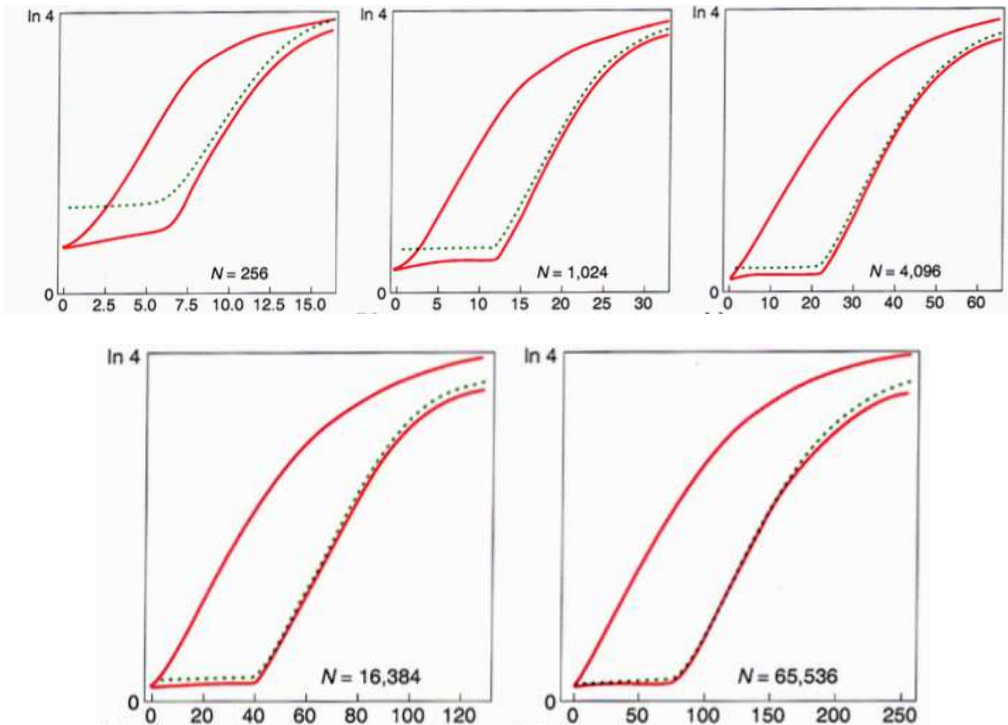 ln 4
ln 4
ln 4
N = 256
N = 1,024
N = 4,096
0
0
0
0 2.5 5.0 7.5 10.0 12.5 15.0
0 5 10 15 20 25 30
0 10 20 30 40 50 60
ln 4
ln 4
N = 16,384
N = 65,536
0
0
0 20 40 60 80 100 120
0 50 100 150 200 250